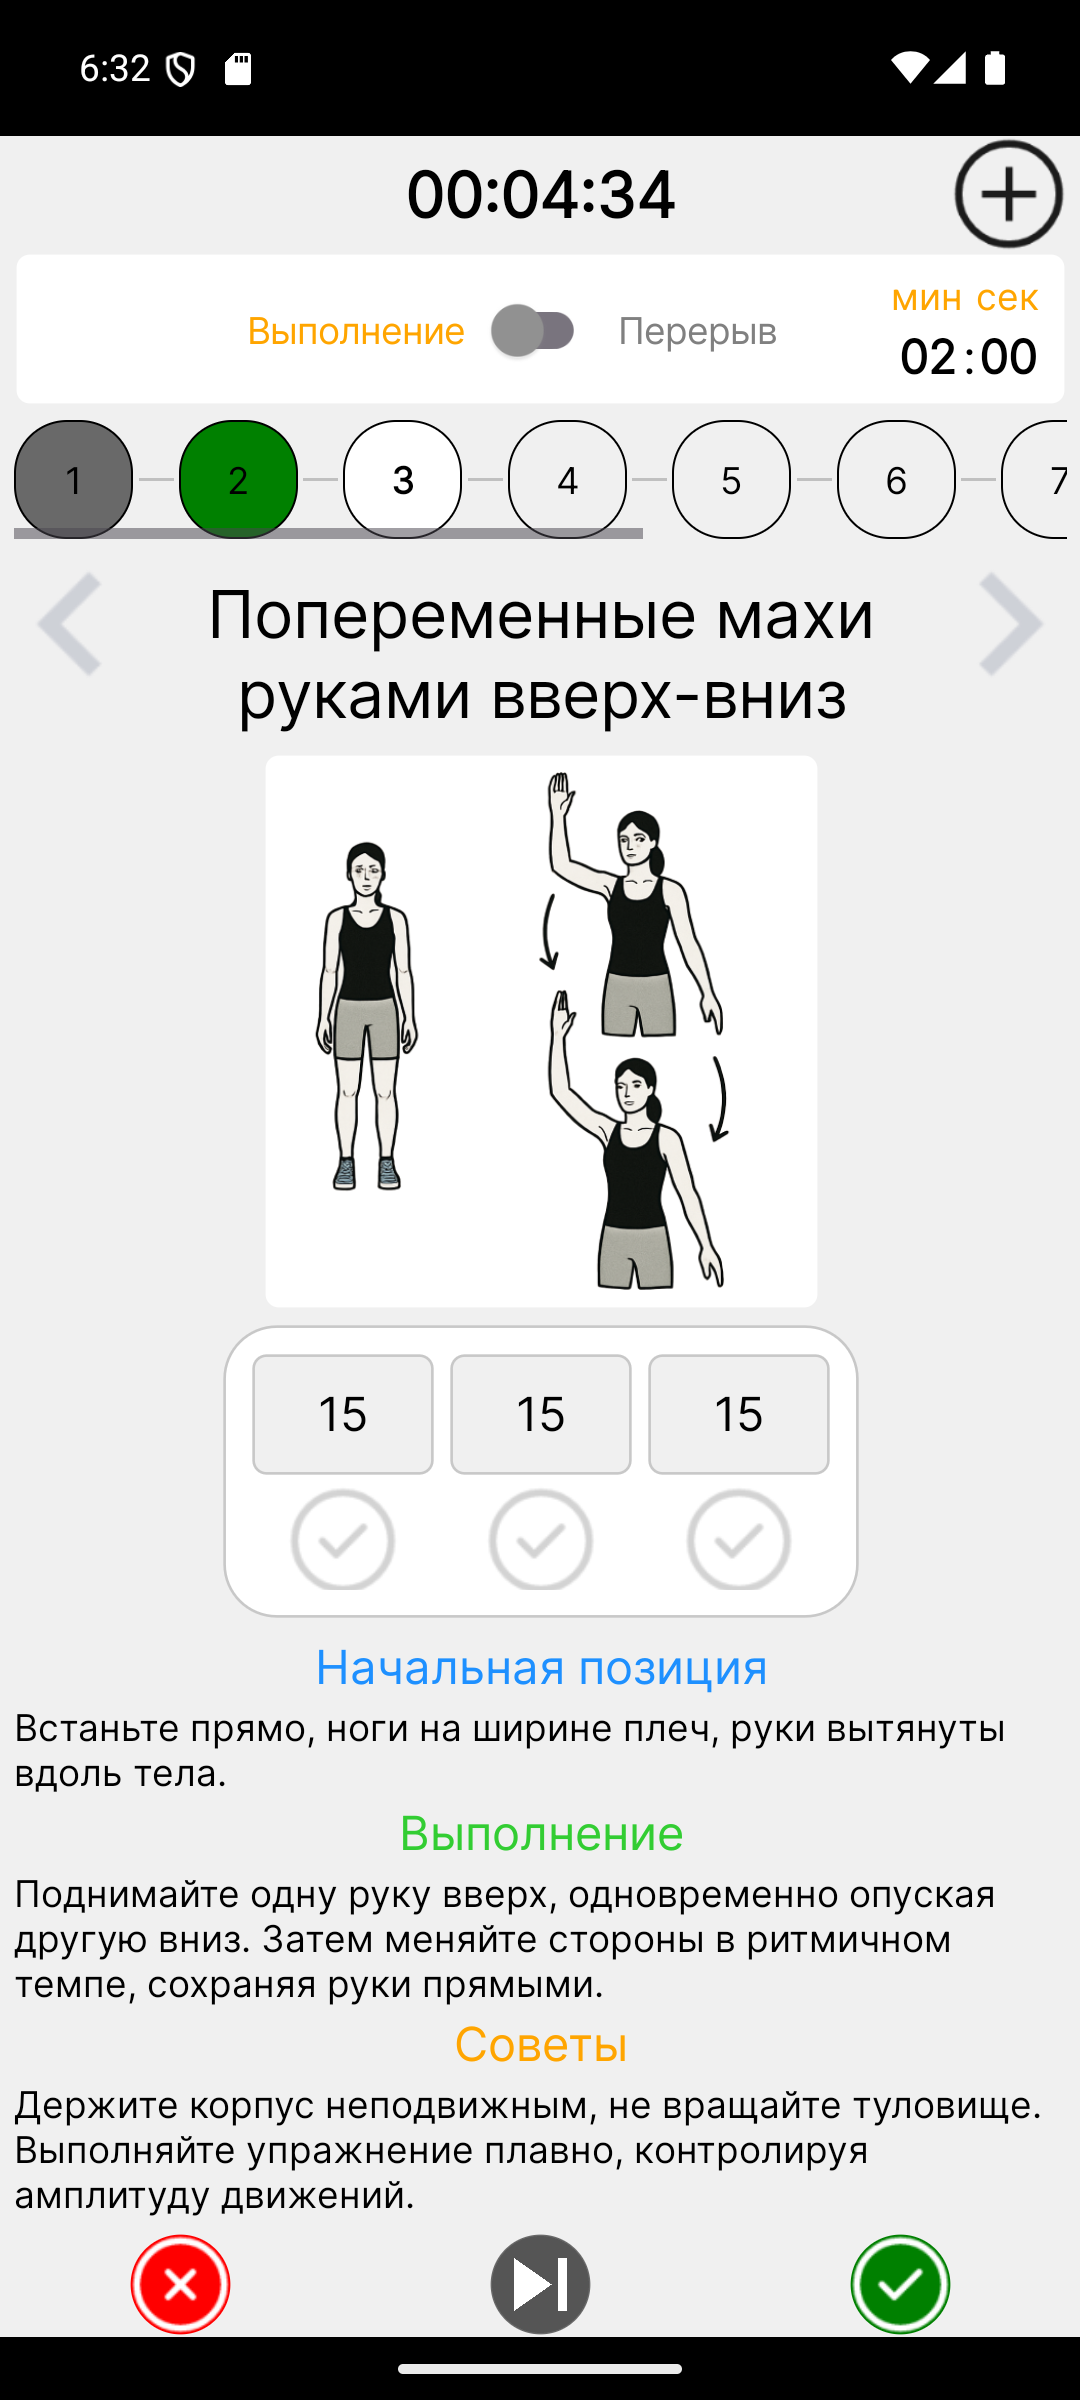 6:32
00:04:34
Выполнение
Перерыв
мин сек
02:00
1 2 3 4 5 6 7
Попеременные махи
руками вверх-вниз
15 15 15
Начальная позиция
Встаньте прямо, ноги на ширине плеч, руки вытянуты
вдоль тела.
Выполнение
Поднимайте одну руку вверх, одновременно опуская
другую вниз. Затем меняйте стороны в ритмичном
темпе, сохраняя руки прямыми.
Советы
Держите корпус неподвижным, не вращайте туловище.
Выполняйте упражнение плавно, контролируя
амплитуду движений.